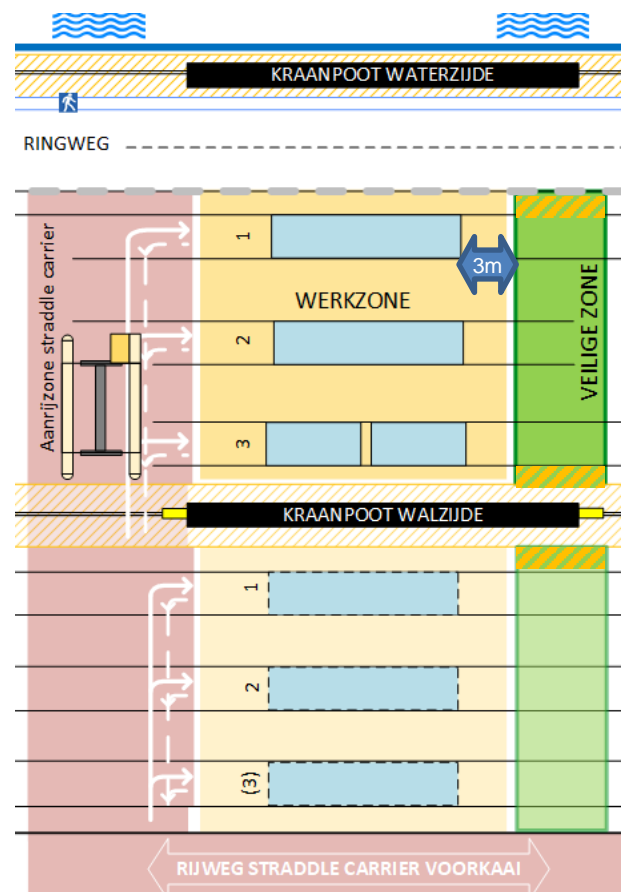 KRAANPOOT WATERZIJDE
RINGWEG
Aanrijzone straddle carrier
1
3m
WERKZONE
VEILIGE ZONE
2
3
KRAANPOOT WALZIJDE
1
2
(3)
RIJWEG STRADDLE CARRIER VOORKAAI